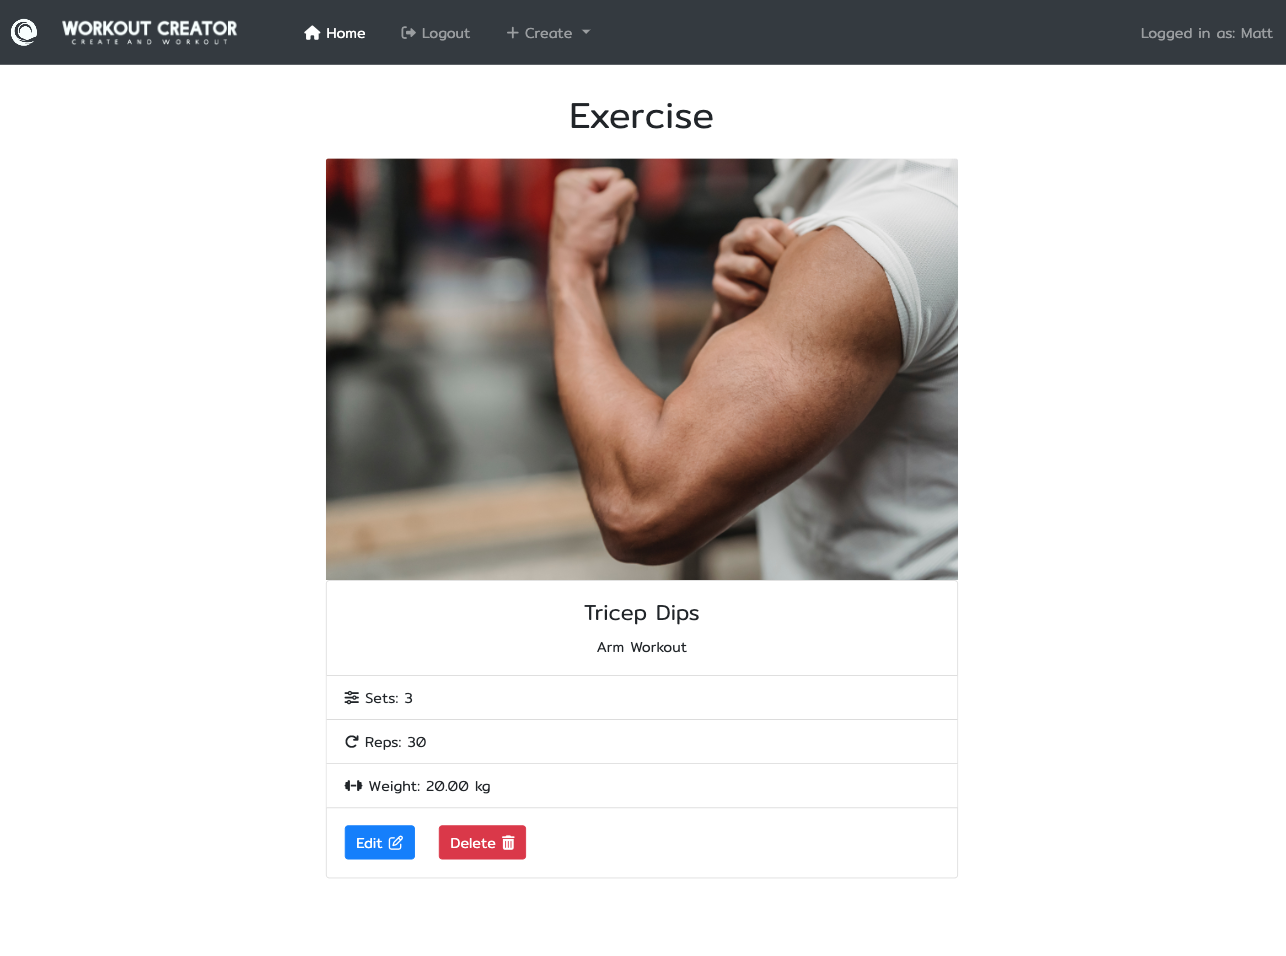 WORKOUT CREATOR
CREATE AND WORKOUT
Home
Logout
Create
Logged in as: Matt
Exercise
Tricep Dips
Arm Workout
Sets: 3
Reps: 30
Weight: 20.00 kg
Edit
Delete